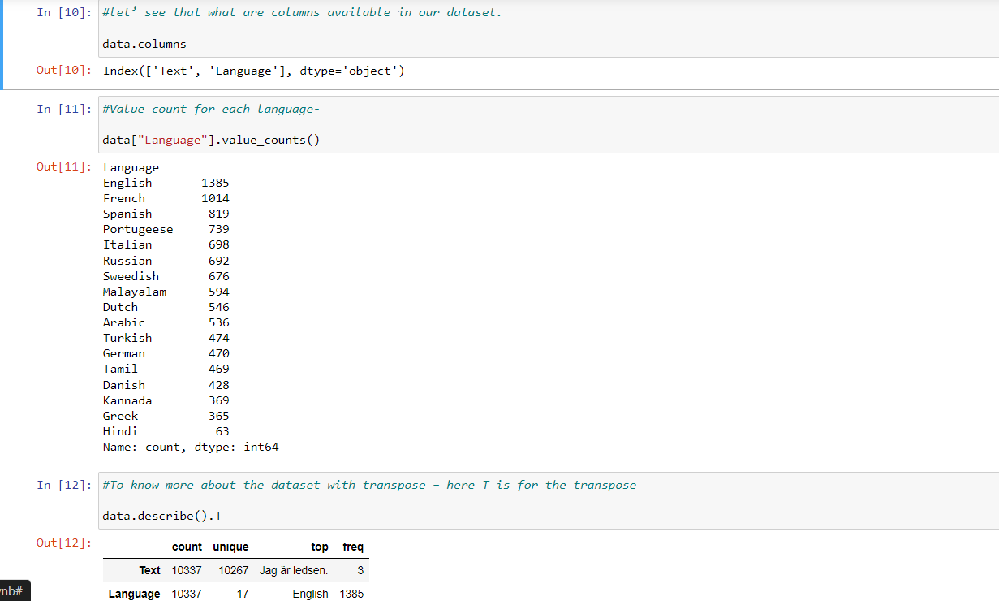 In [10]: #let’ see that what are columns available in our dataset.
data.columns
Out[10]: Index(['Text', 'Language'], dtype='object')
In [11]: #Value count for each language-
data["Language"].value_counts()
Out[11]: Language
English 1385
French 1014
Spanish 819
Portugeese 739
Italian 698
Russian 692
Sweedish 676
Malayalam 594
Dutch 546
Arabic 536
Turkish 474
German 470
Tamil 469
Danish 428
Kannada 369
Greek 365
Hindi 63
Name: count, dtype: int64
In [12]: #To know more about the dataset with transpose – here T is for the transpose
data.describe().T
Out[12]:
count unique top freq
Text 10337 10267 Jag är ledsen. 3
Language 10337 17 English 1385
nb#